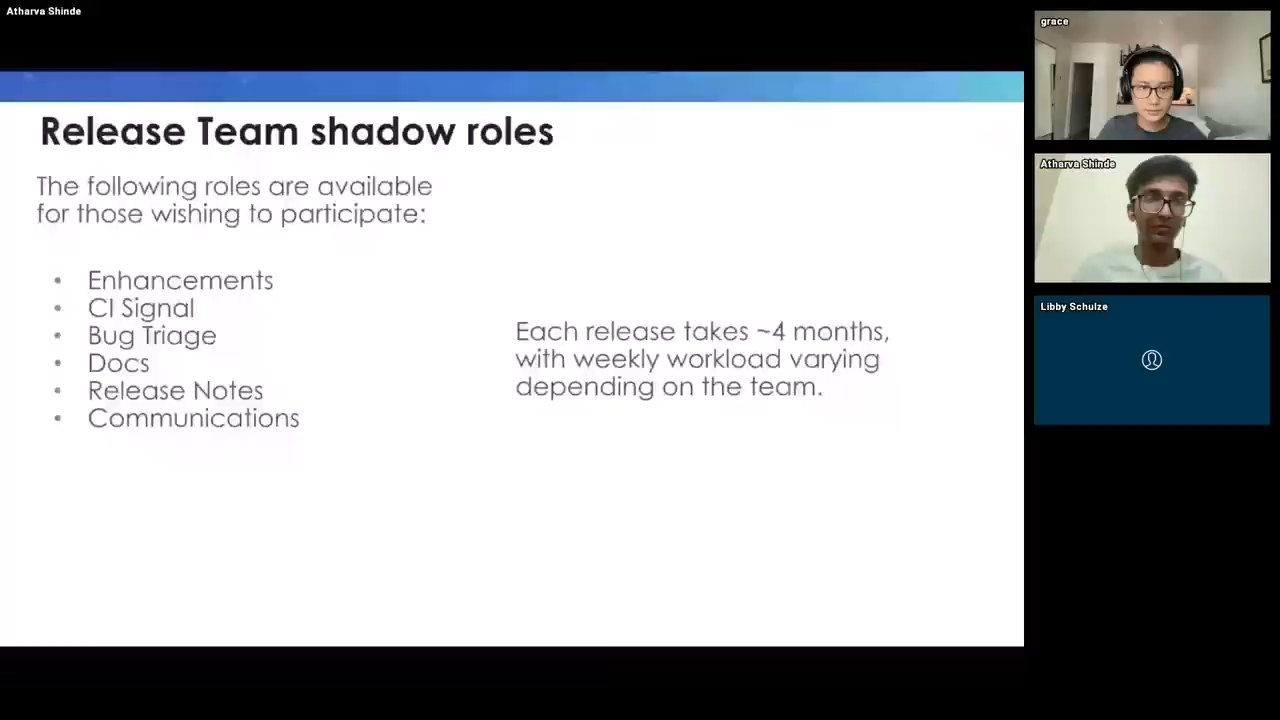 Atharva Shinde
Release Team shadow roles
The following roles are available
for those wishing to participate:
• Enhancements
• CI Signal
• Bug Triage
• Docs
• Release Notes
• Communications
Each release takes ~4 months,
with weekly workload varying
depending on the team.
grace
Atharva Shinde
Libby Schulze